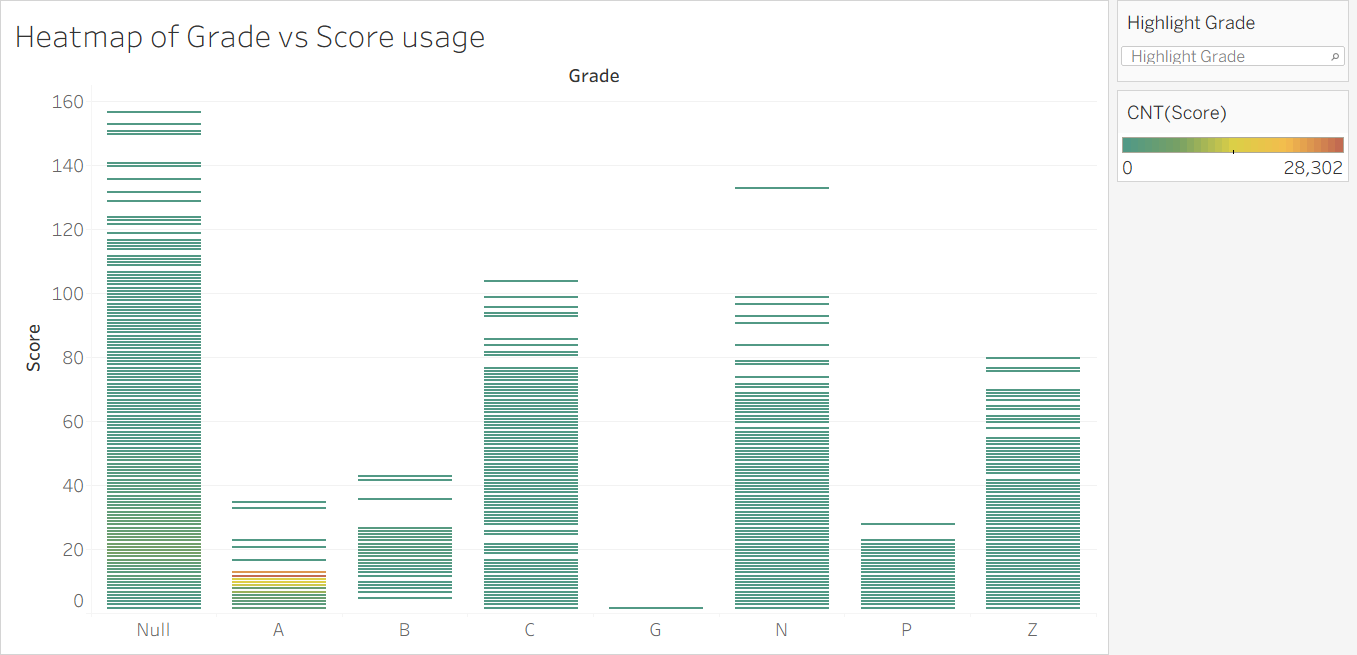 Heatmap of Grade vs Score usage
Grade
160
140
120
100
80
60
40
20
0
Score
Null A B C G N P Z
Highlight Grade
Highlight Grade
CNT(Score)
0 28,302